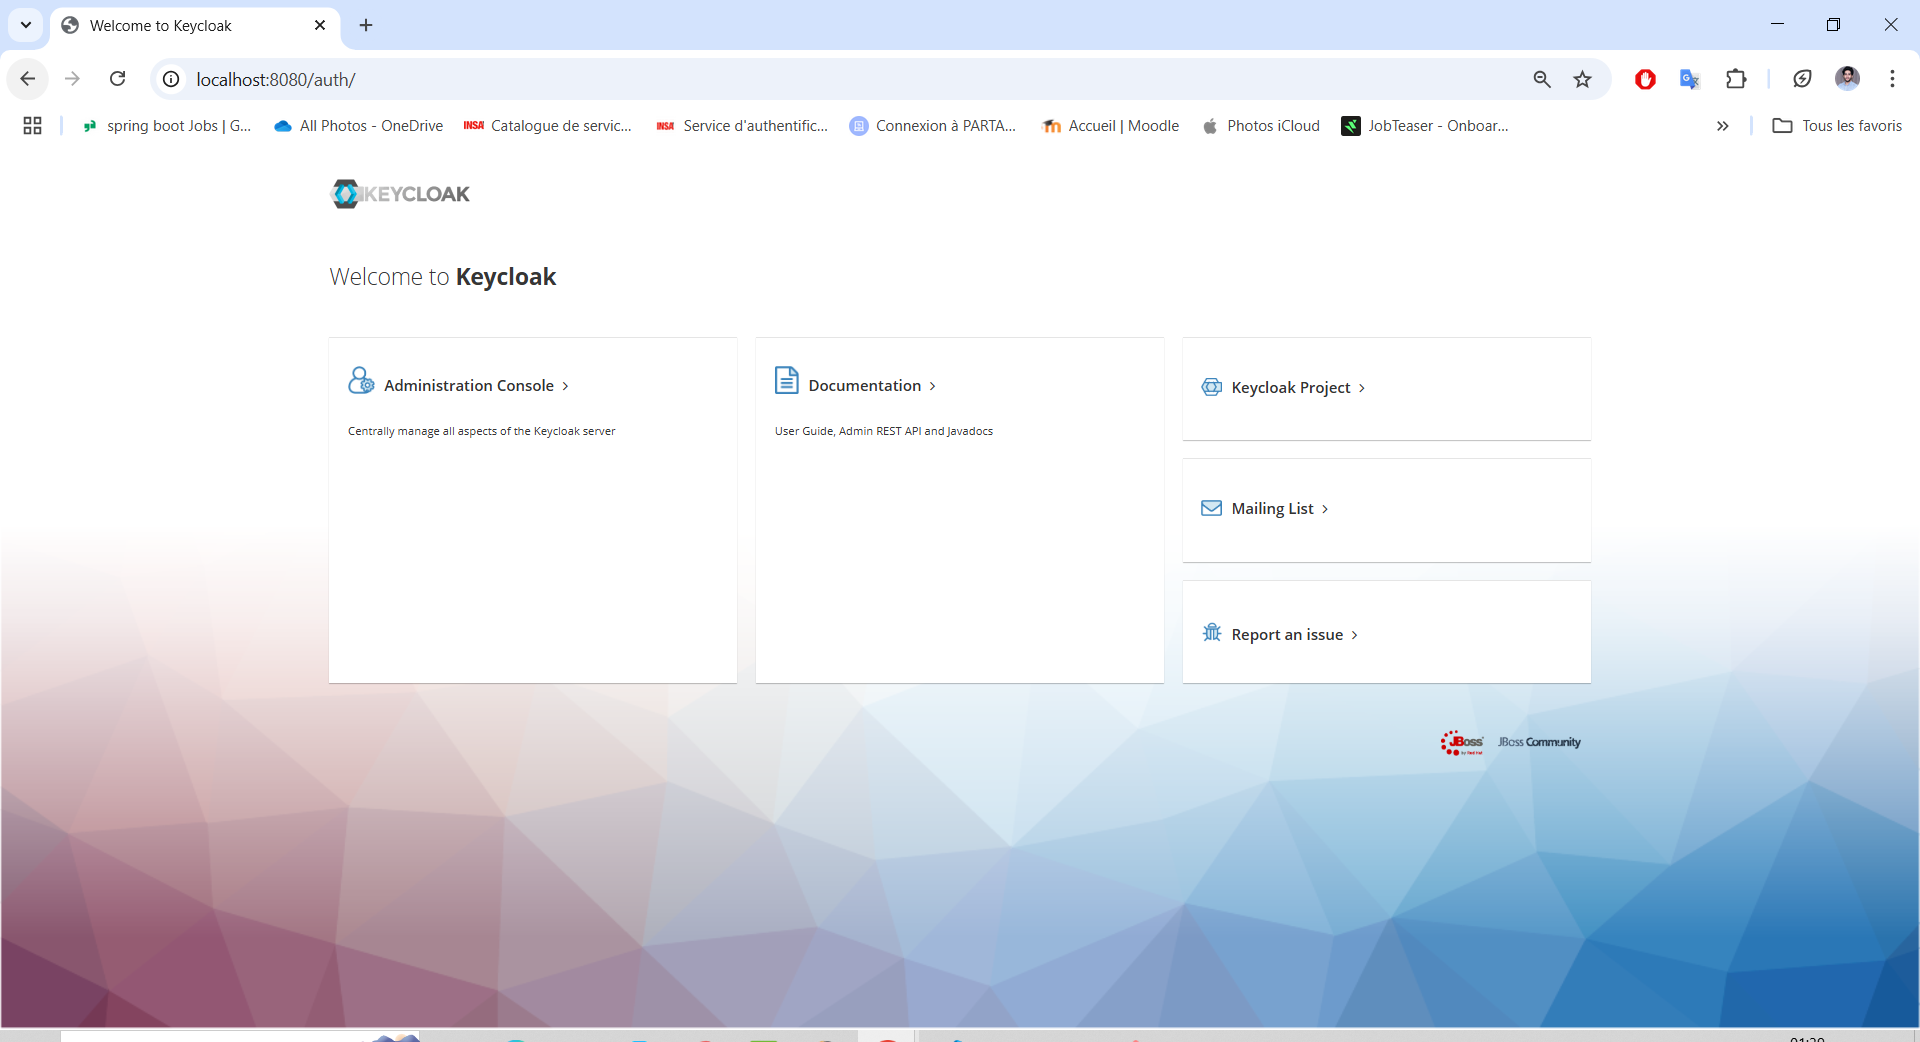 Welcome to Keycloak
localhost:8080/auth/
spring boot Jobs | G...
All Photos - OneDrive
INSA Catalogue de servic...
INSA Service d'authentific...
Connexion à PARTA...
Accueil | Moodle
Photos iCloud
JobTeaser - Onboar...
Tous les favoris
KEYCLOAK
Welcome to Keycloak
Administration Console
Centrally manage all aspects of the Keycloak server
Documentation
User Guide, Admin REST API and Javadocs
Keycloak Project
Mailing List
Report an issue
JBoss by Red Hat
JBoss Community